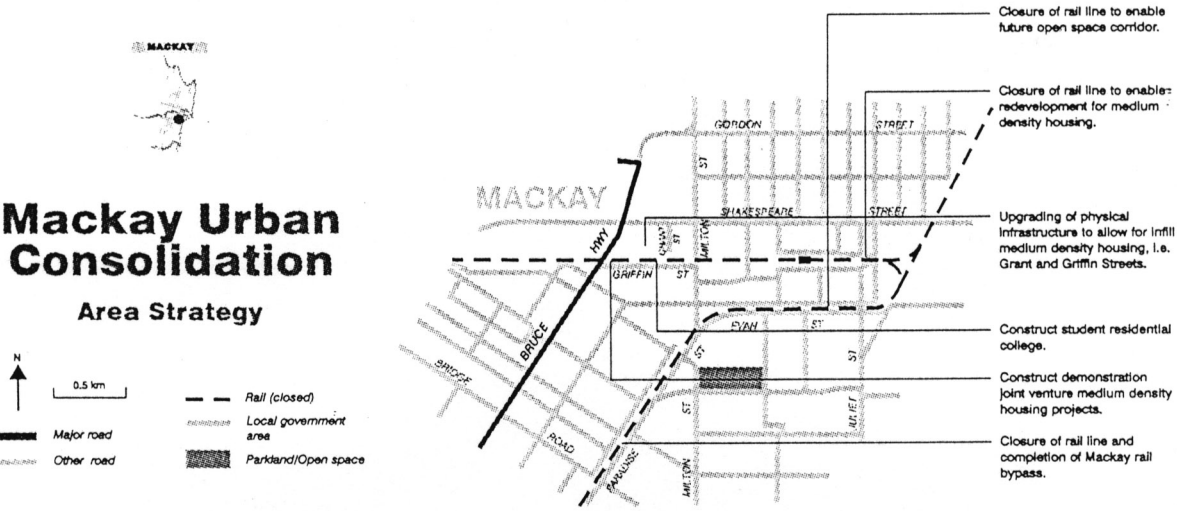 MACKAY
Mackay Urban
Consolidation
Area Strategy
N
0.5 km
Major road
Other road
Rail (closed)
Local government
area
Parkland/Open space
MACKAY
GORDON STREET
SHAKESPEARE STREET
ST
MILTON
GRANT
ST
HWY
BRUCE
GRIFFIN ST
EVAN ST
BRIDGE
ROAD
PARADISE
ST
MILTON
ST
JULIET
ST
Closure of rail line to enable
future open space corridor.
Closure of rail line to enable
redevelopment for medium
density housing.
Upgrading of physical
infrastructure to allow for infill
medium density housing, i.e.
Grant and Griffin Streets.
Construct student residential
college.
Construct demonstration
joint venture medium density
housing projects.
Closure of rail line and
completion of Mackay rail
bypass.